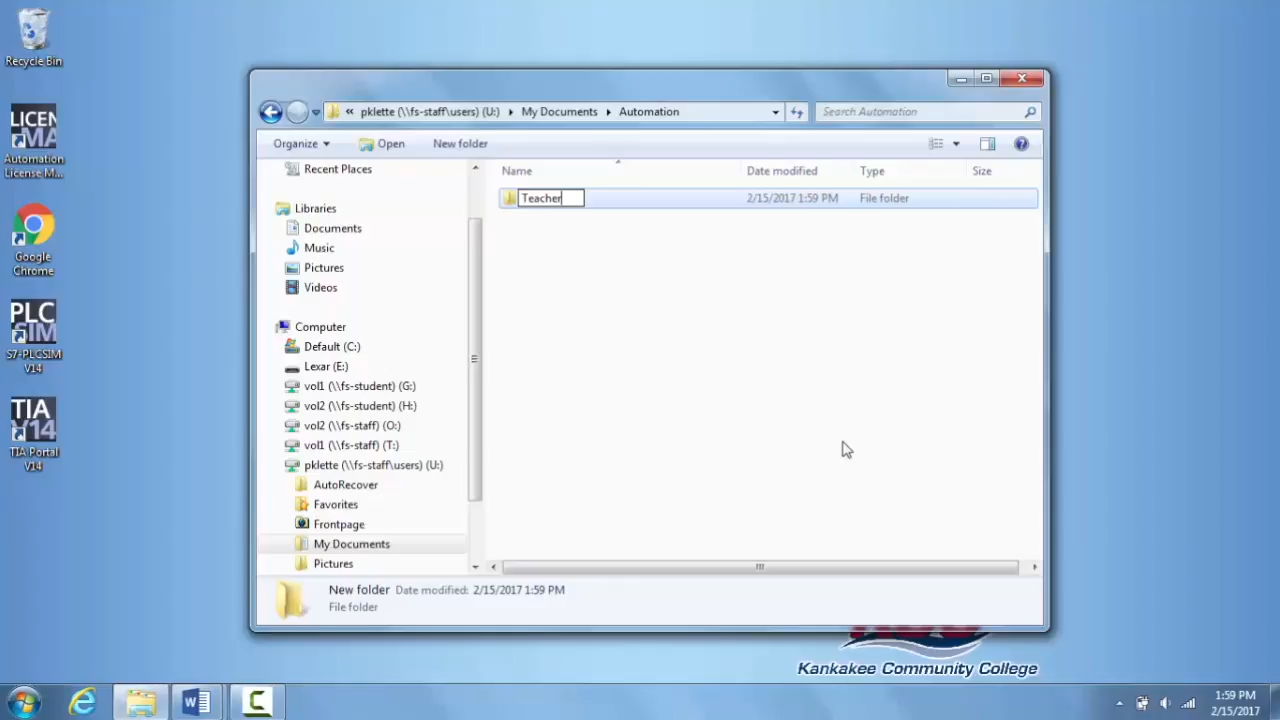 Recycle Bin
LICEN
MA
Automation
License M...
Google
Chrome
PLC
SIM
S7-PLCSIM
V14
TIA
V14
TIA Portal
V14
« pklette (\\fs-staff\users) (U:) My Documents Automation
Search Automation
Organize Open New folder
Recent Places
Libraries
Documents
Music
Pictures
Videos
Computer
Default (C:)
Lexar (E:)
vol1 (\\fs-student) (G:)
vol2 (\\fs-student) (H:)
vol2 (\\fs-staff) (O:)
vol1 (\\fs-staff) (T:)
pklette (\\fs-staff\users) (U:)
AutoRecover
Favorites
Frontpage
My Documents
Pictures
Name Date modified Type Size
Teacher 2/15/2017 1:59 PM File folder
New folder Date modified: 2/15/2017 1:59 PM
File folder
Kankakee Community College
1:59 PM
2/15/2017